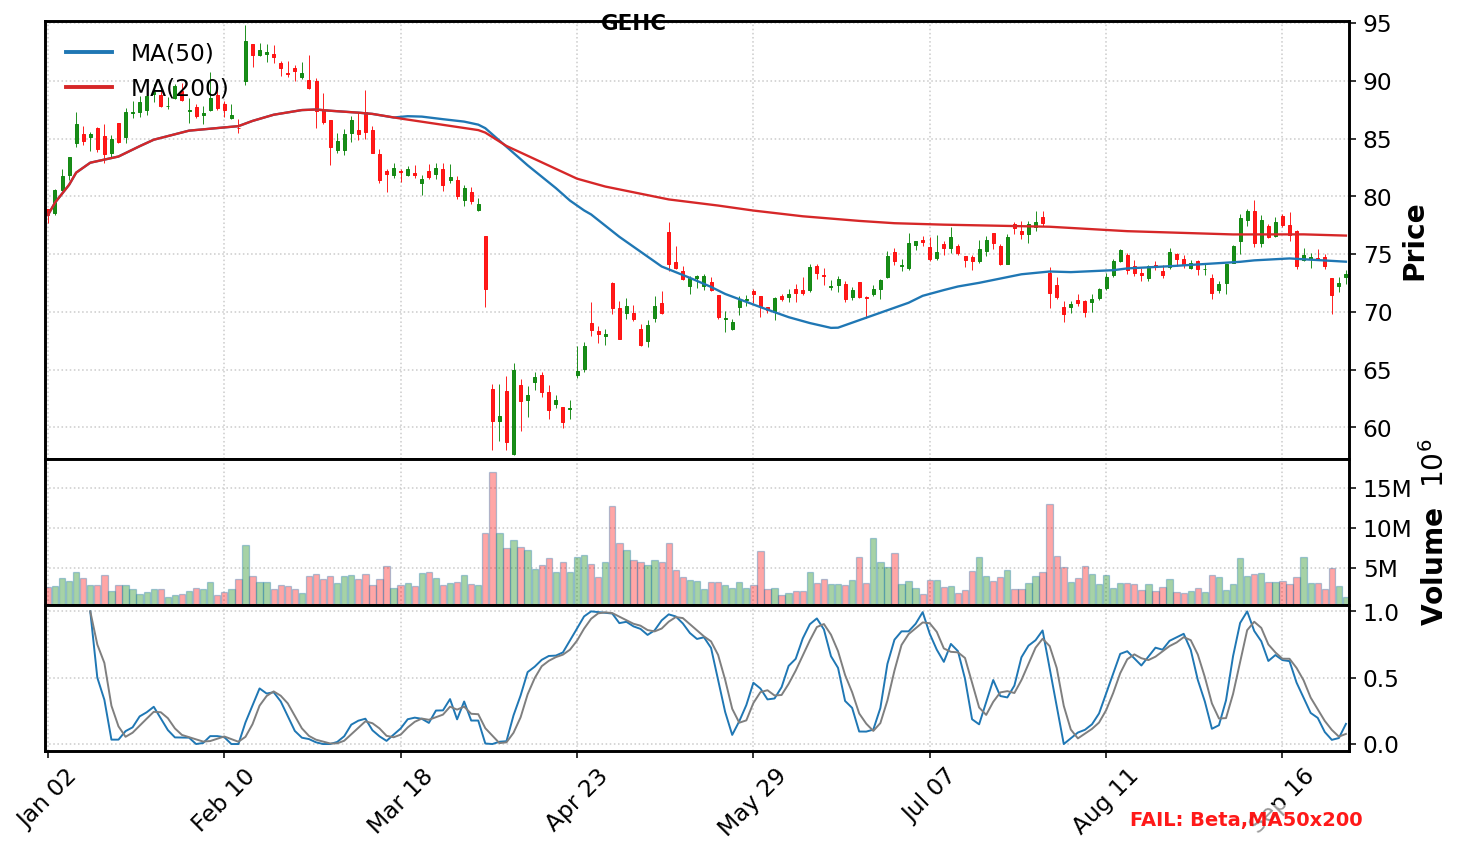 GEHC
MA(50)
MA(200)
95
90
85
80
75
70
65
60
Price
15M
10M
5M
Volume 10^6
1.0
0.5
0.0
Jan 02
Feb 10
Mar 18
Apr 23
May 29
Jul 07
Aug 11
Sep 16
FAIL: Beta,MA50x200